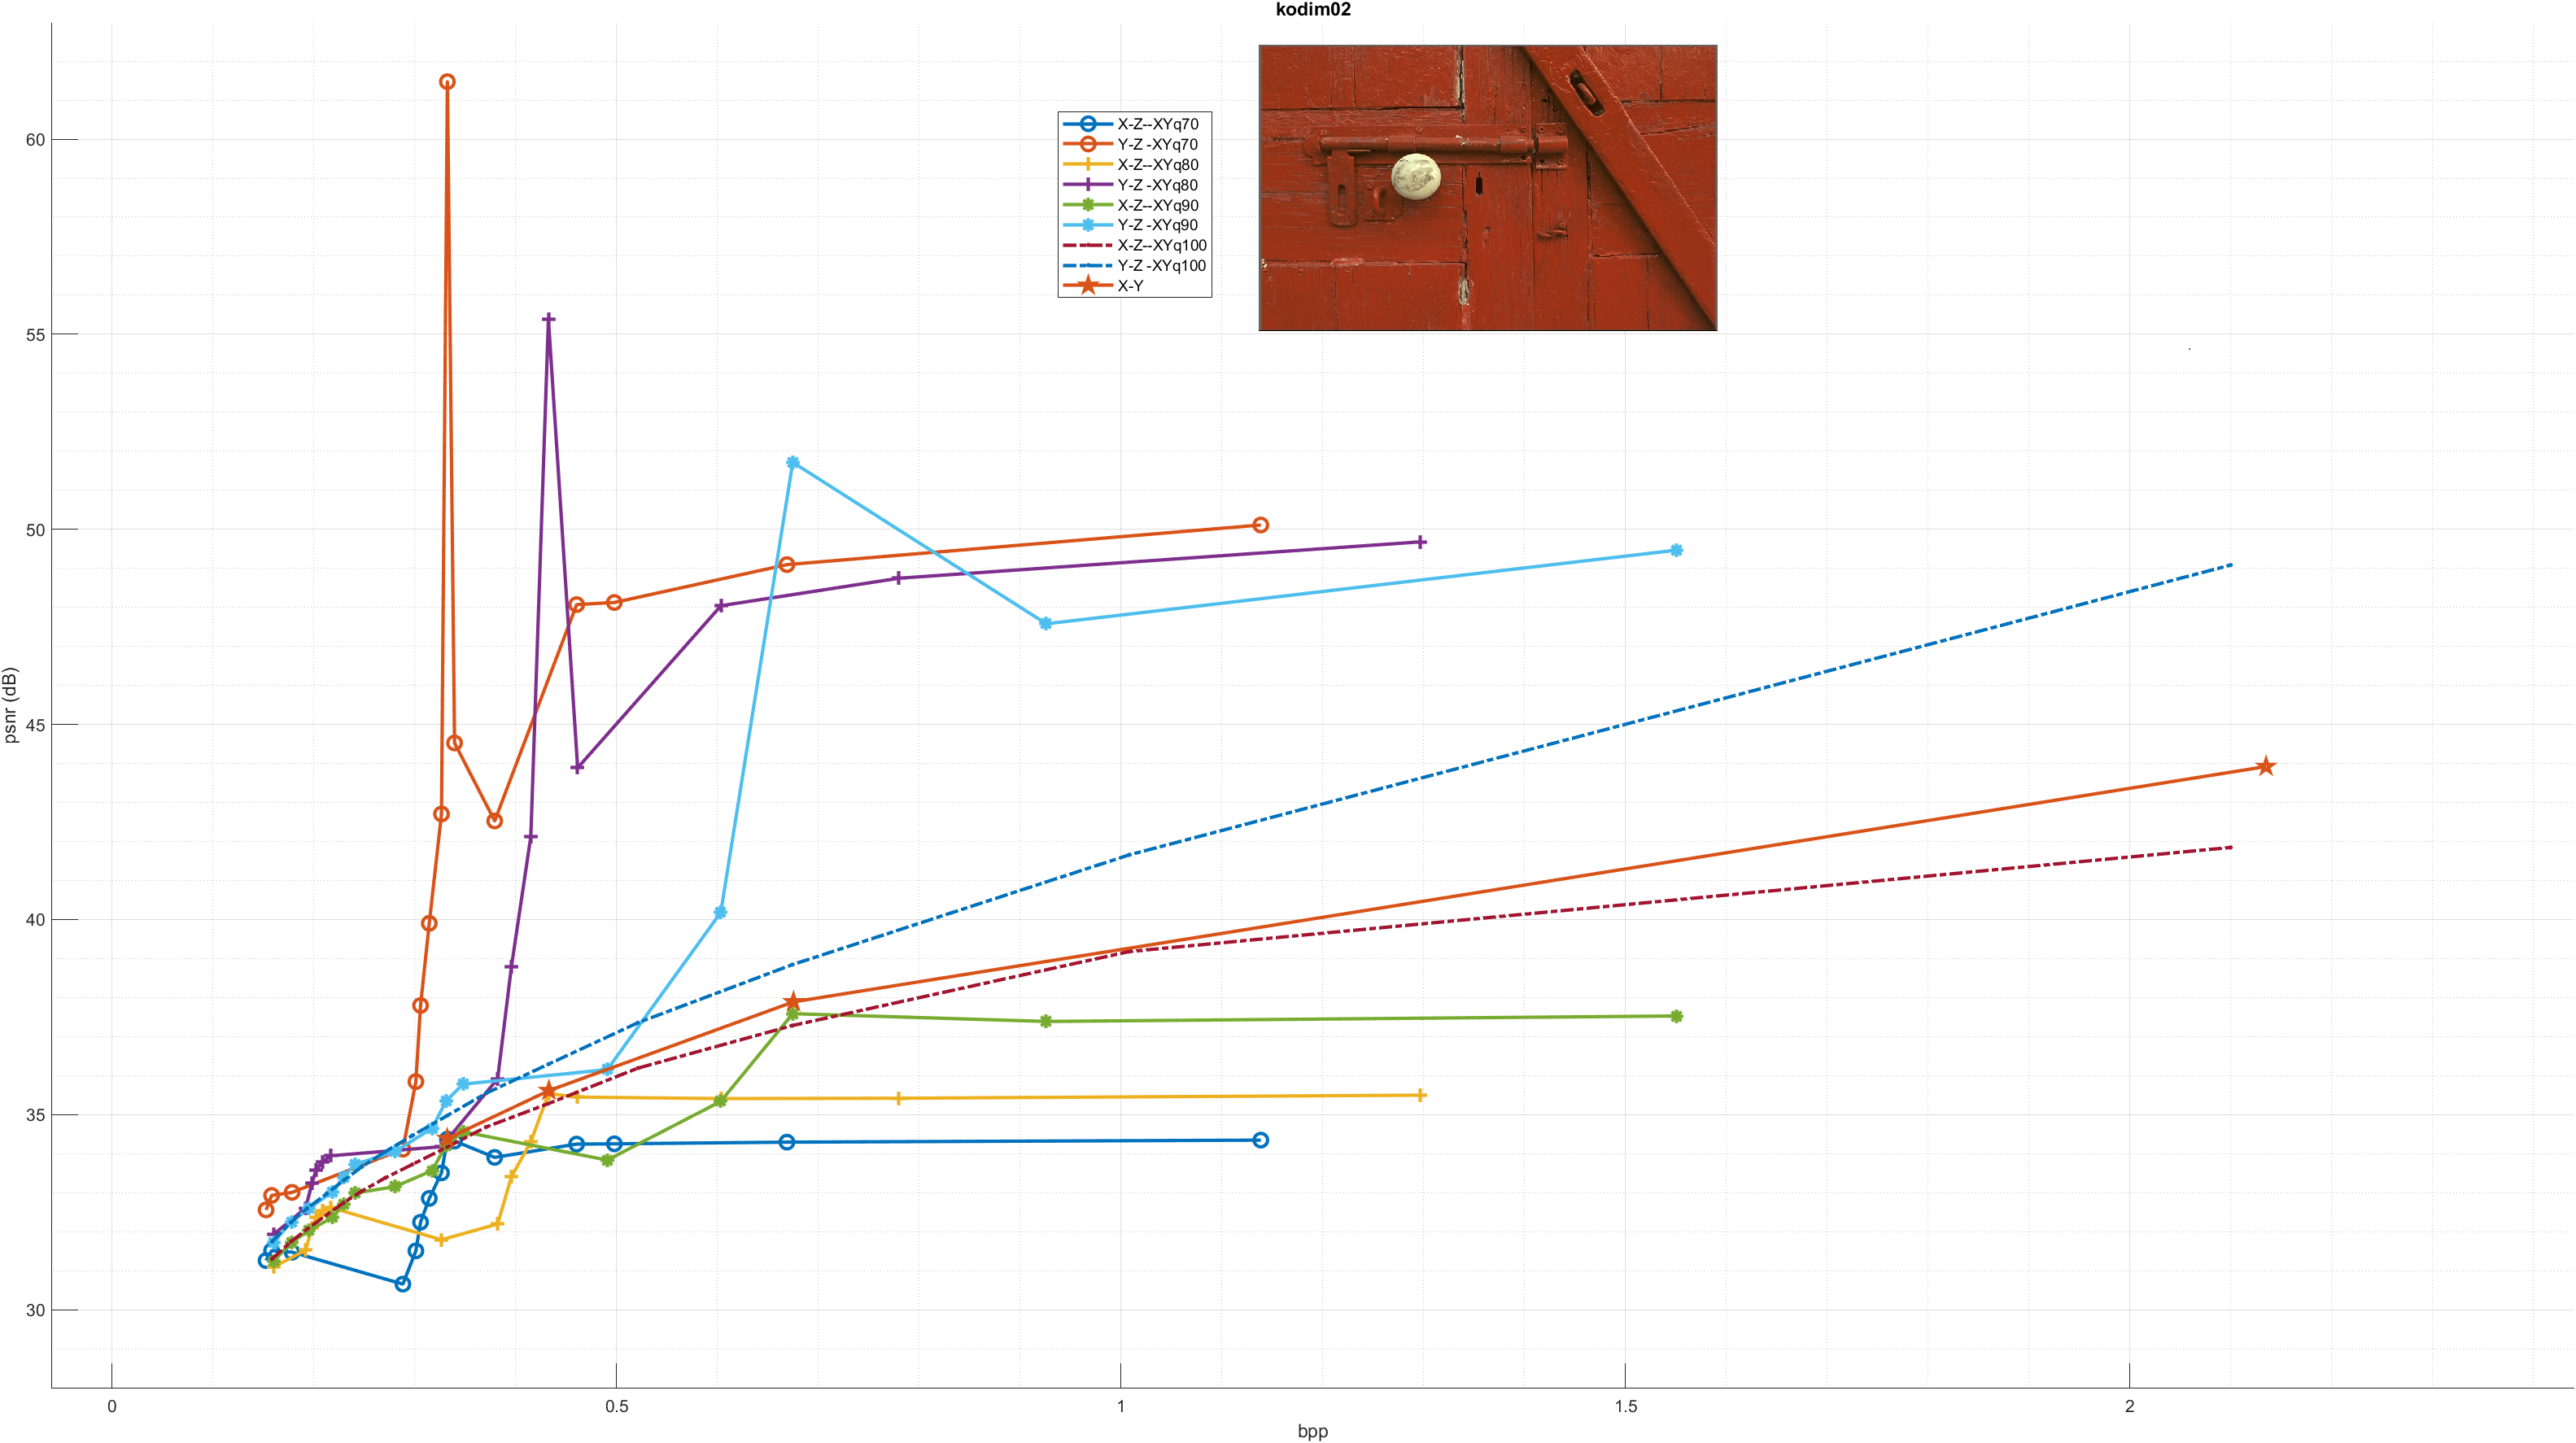 kodim02
X-Z--XYq70
Y-Z -XYq70
X-Z--XYq80
Y-Z -XYq80
X-Z--XYq90
Y-Z -XYq90
X-Z--XYq100
Y-Z -XYq100
X-Y
60
55
50
45
40
35
30
psnr (dB)
0 0.5 1 1.5 2
bpp